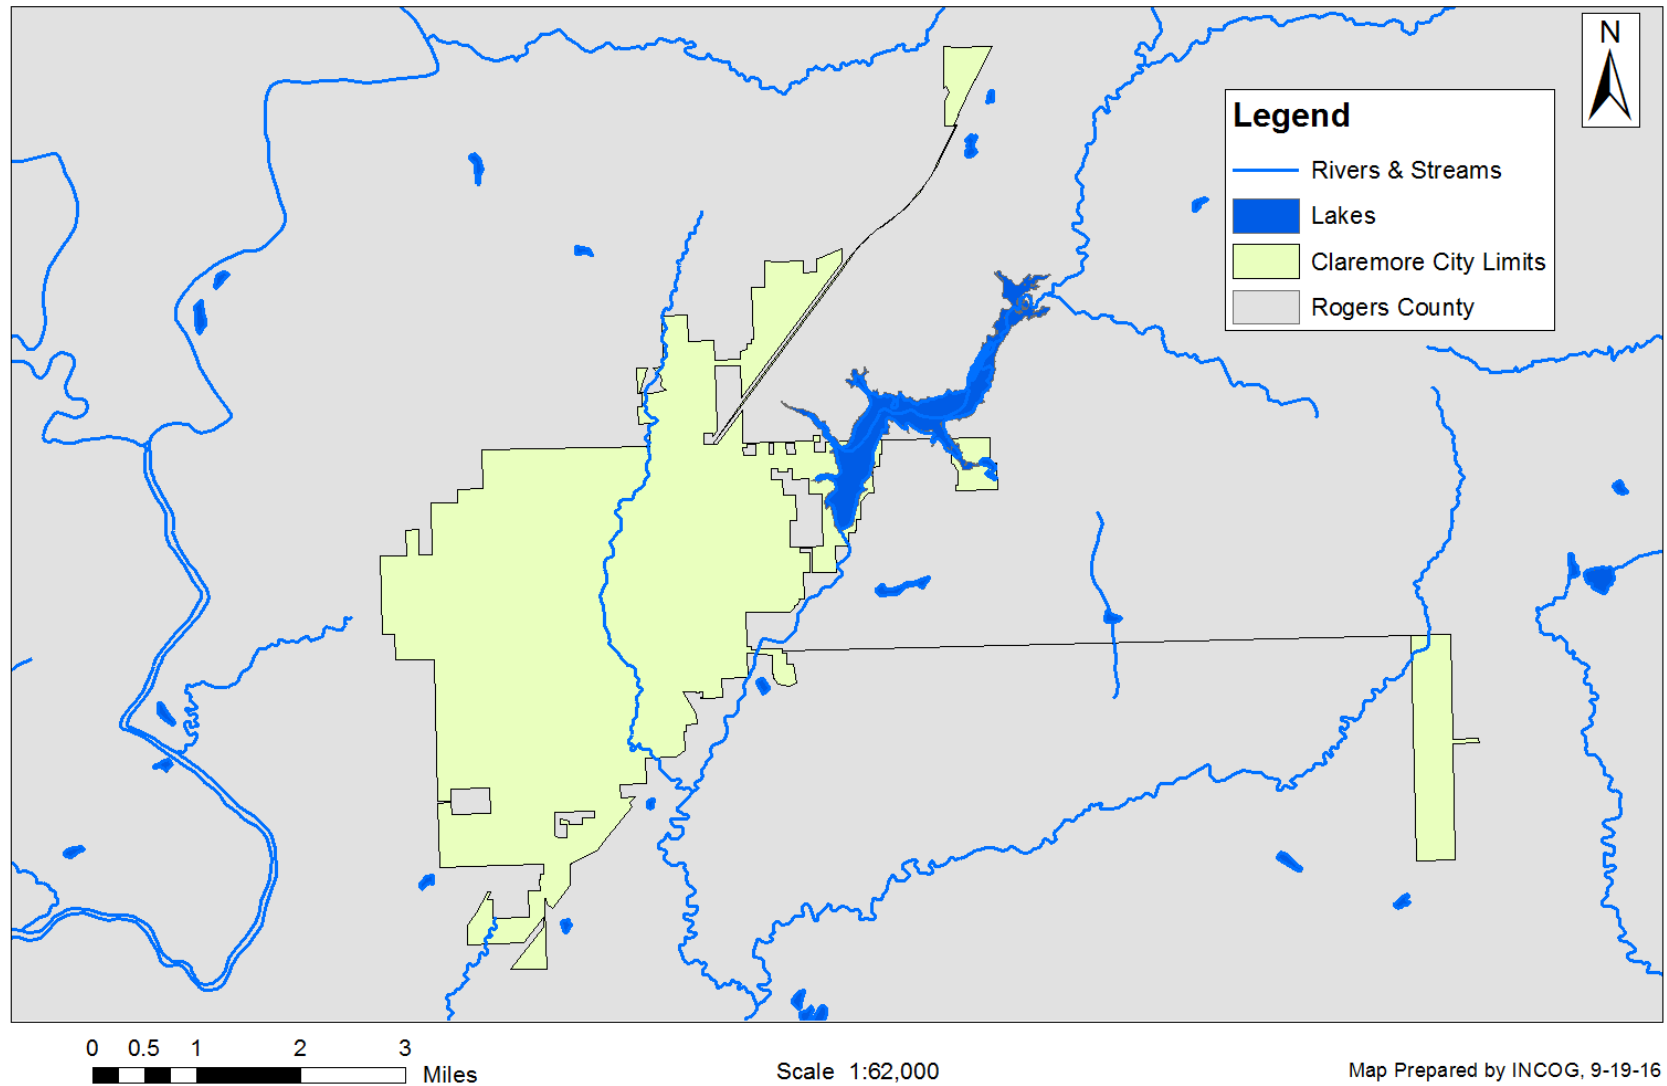 N
Legend
Rivers & Streams
Lakes
Claremore City Limits
Rogers County
0 0.5 1 2 3
Miles
Scale 1:62,000
Map Prepared by INCOG, 9-19-16